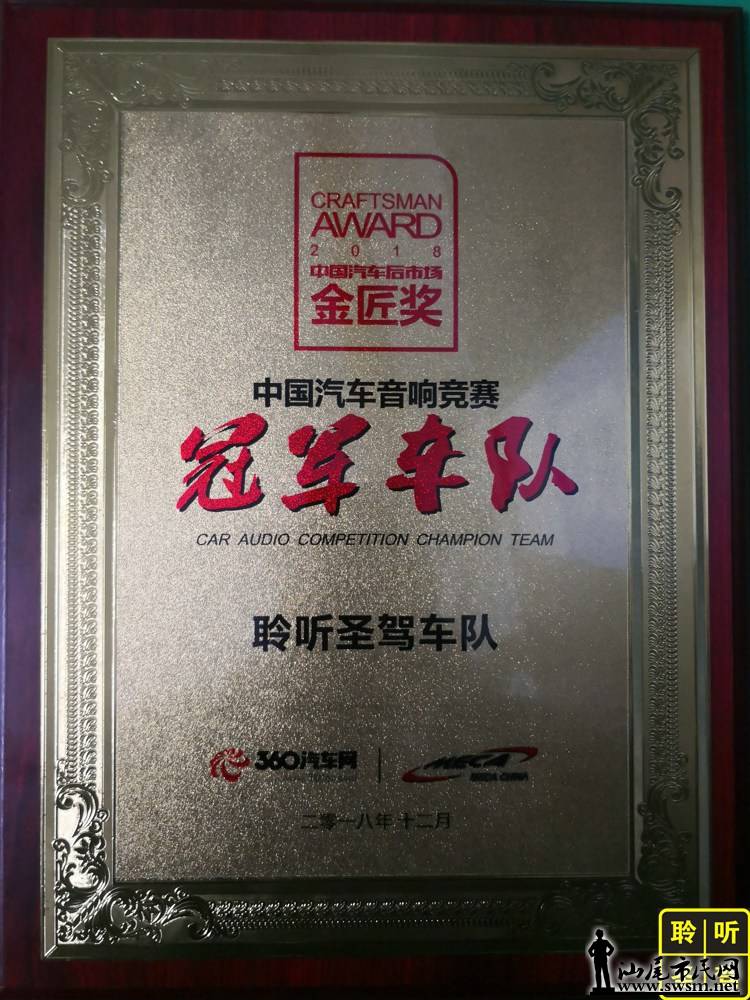 CRAFTSMAN
AWARD
2018
中国汽车后市场
金匠奖
中国汽车音响竞赛
冠军车队
CAR AUDIO COMPETITION CHAMPION TEAM
聆听圣驾车队
360汽车网
MECA
MECA CHINA
二零一八年十二月
聆听
汕尾市民网
www.swsm.net